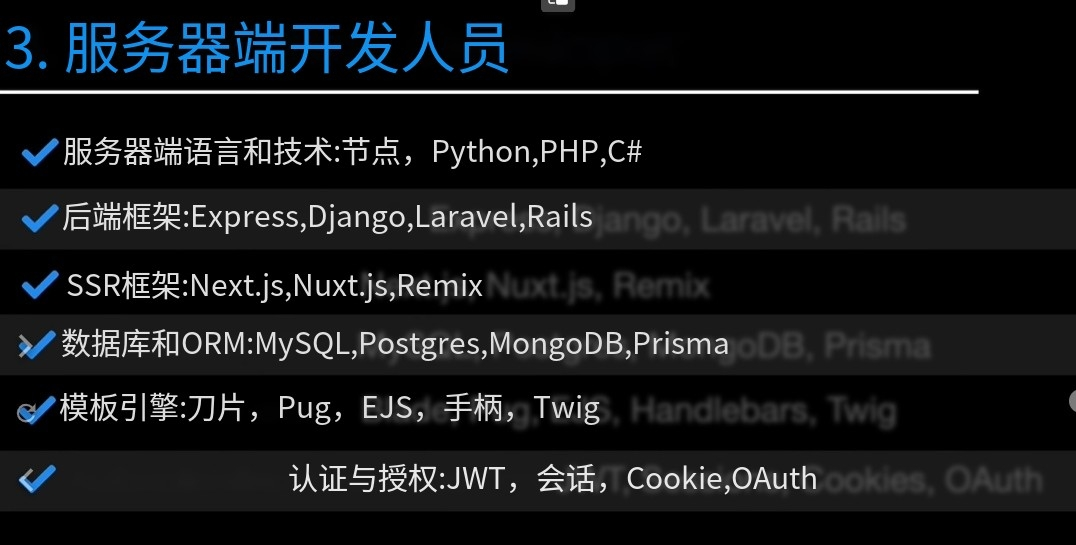 3. 服务器端开发人员
服务器端语言和技术:节点，Python,PHP,C#
后端框架:Express,Django,Laravel,Rails
SSR框架:Next.js,Nuxt.js,Remix
数据库和ORM:MySQL,Postgres,MongoDB,Prisma
模板引擎:刀片，Pug，EJS，手柄，Twig
认证与授权:JWT，会话，Cookie,OAuth